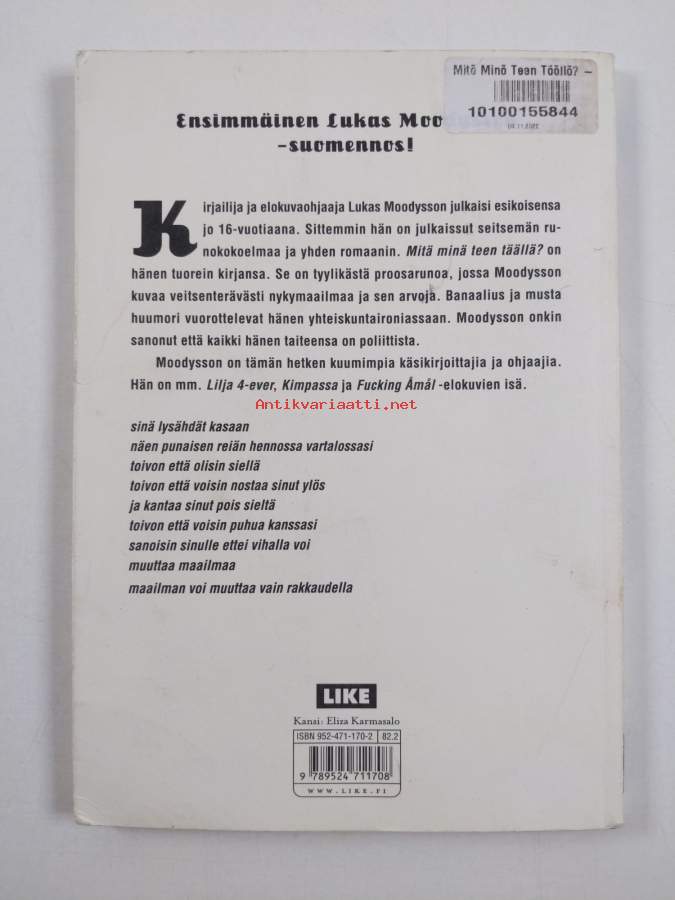 Mitä Minö Teen Töölla? –
10100155844
Ensimmäinen Lukas Moo
-suomennos!
Kirjailija ja elokuvaohjaaja Lukas Moodysson julkaisi esikoisensa
jo 16-vuotiaana. Sittemmin hän on julkaissut seitsemän ru-
nokokoelmaa ja yhden romaanin. Mitä minä teen täällä? on
hänen tuorein kirjansa. Se on tyylikästä proosarunoa, jossa Moodysson
kuvaa veitsenterävästi nykymaailmaa ja sen arvoja. Banaalius ja musta
huumori vuorottelevat hänen yhteiskuntaironiassaan. Moodysson onkin
sanonut että kaikki hänen taiteensa on poliittista.
Moodysson on tämän hetken kuumimpia käsikirjoittajia ja ohjaajia.
Hän on mm. Lilja 4-ever, Kimpassa ja Fucking Åmål -elokuvien isä.
Antikvariaatti.net
sinä lysähdät kasaan
näen punaisen reiän hennossa vartalossasi
toivon että olisin siellä
toivon että voisin nostaa sinut ylös
ja kantaa sinut pois sieltä
toivon että voisin puhua kanssasi
sanoisin sinulle ettei vihalla voi
muuttaa maailmaa
maailman voi muuttaa vain rakkaudella
LIKE
Kansi: Eliza Karmasalo
ISBN 952-471-170-2 82.2
9 789524 711708
WWW.LIKE.FI